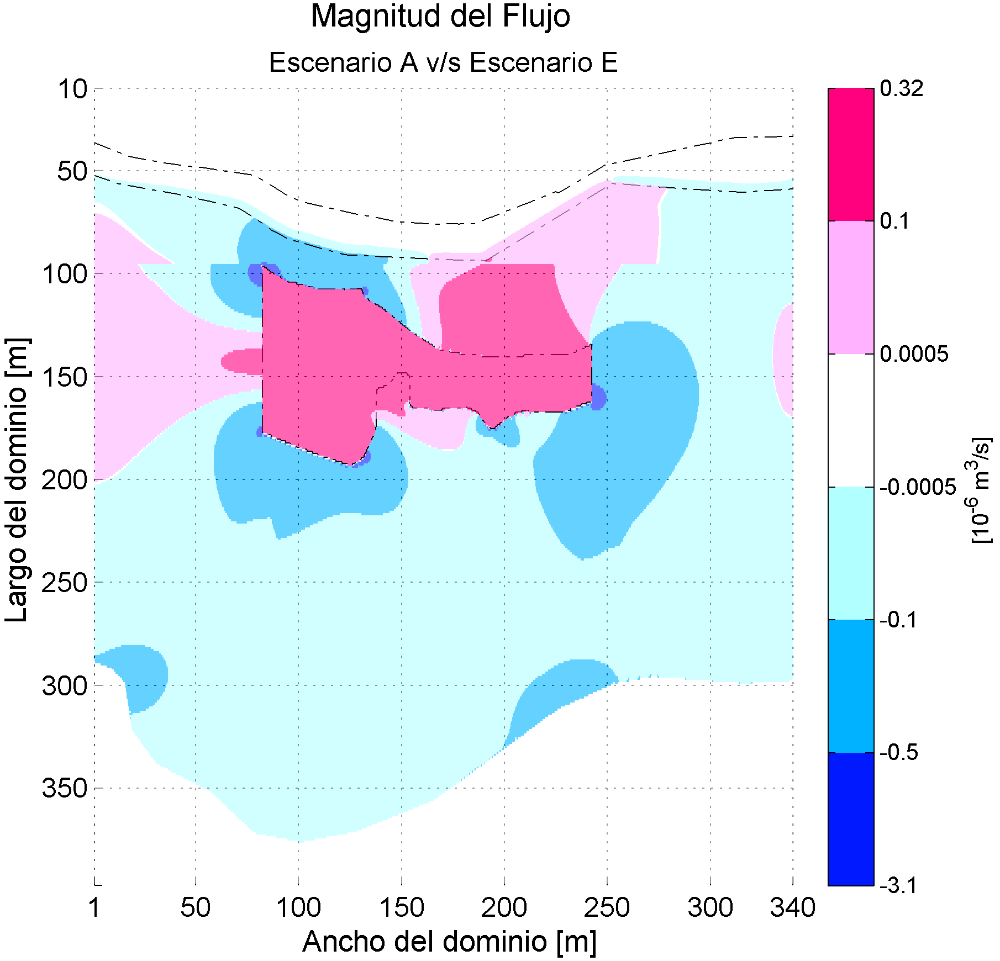 Magnitud del Flujo
Escenario A v/s Escenario E
10
50
100
150
200
250
300
350
Largo del dominio [m]
1 50 100 150 200 250 300 340
Ancho del dominio [m]
0.32
0.1
0.0005
-0.0005
-0.1
-0.5
-3.1
[10⁻⁶ m³/s]